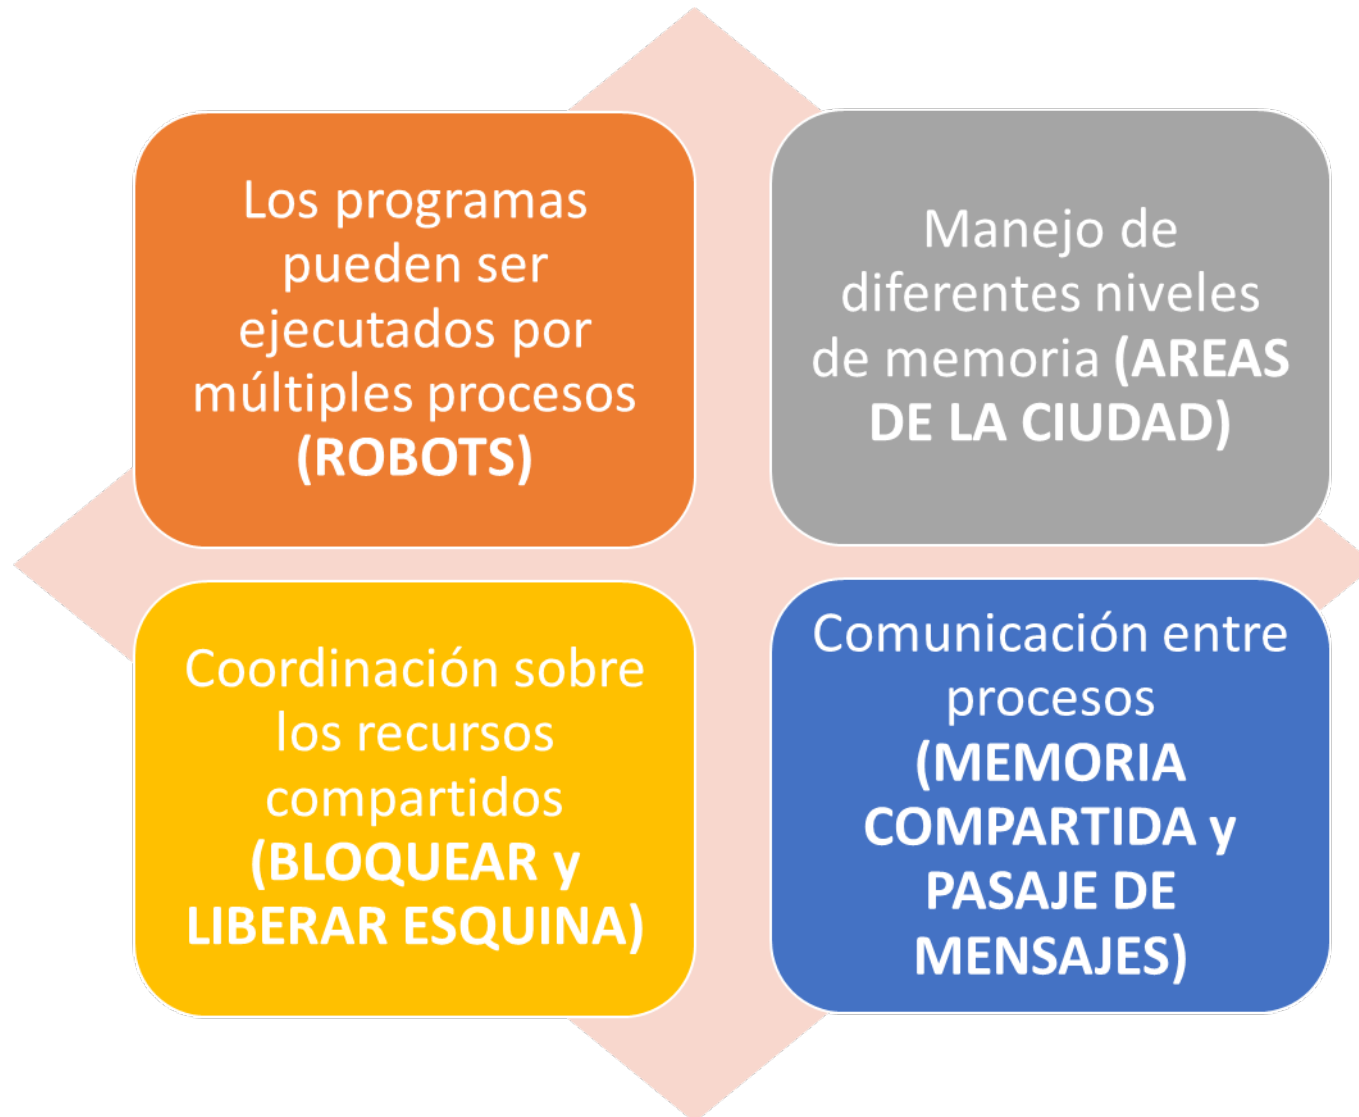 Los programas
pueden ser
ejecutados por
múltiples procesos
(ROBOTS)
Manejo de
diferentes niveles
de memoria (AREAS
DE LA CIUDAD)
Coordinación sobre
los recursos
compartidos
(BLOQUEAR y
LIBERAR ESQUINA)
Comunicación entre
procesos
(MEMORIA
COMPARTIDA y
PASAJE DE
MENSAJES)